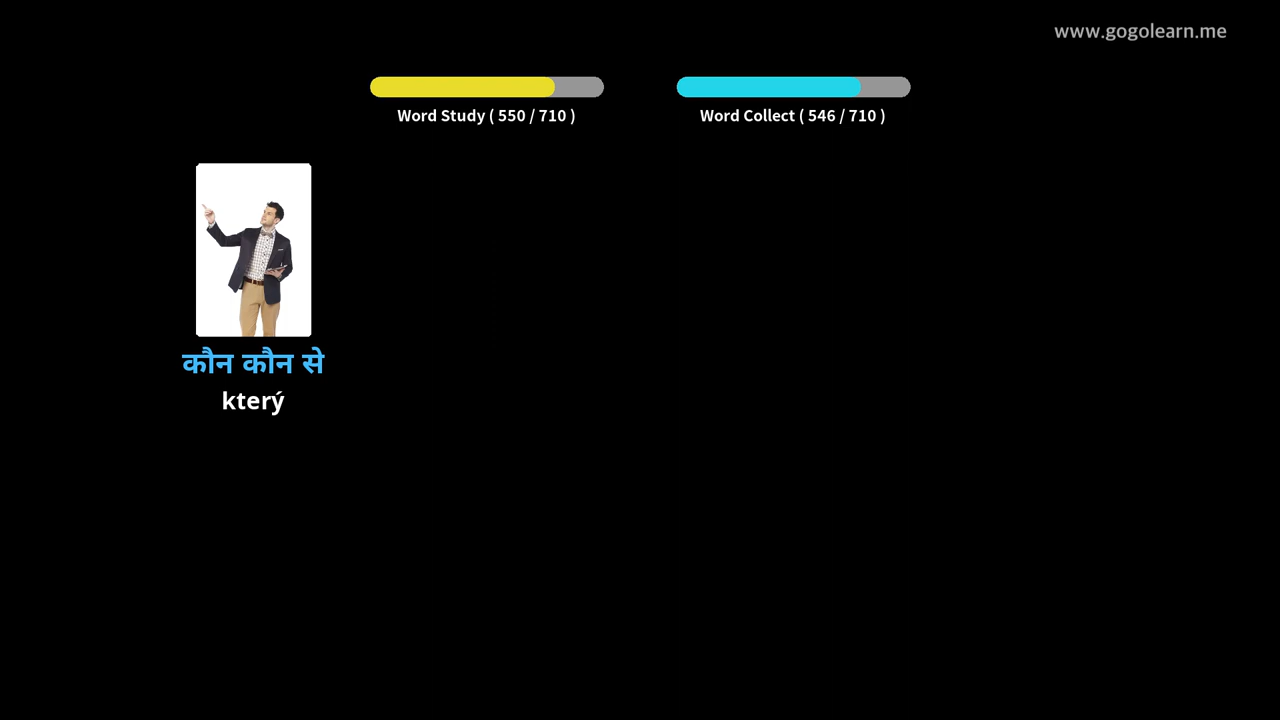 www.gogolearn.me
Word Study ( 550 / 710 )
Word Collect ( 546 / 710 )
कौन कौन से
který